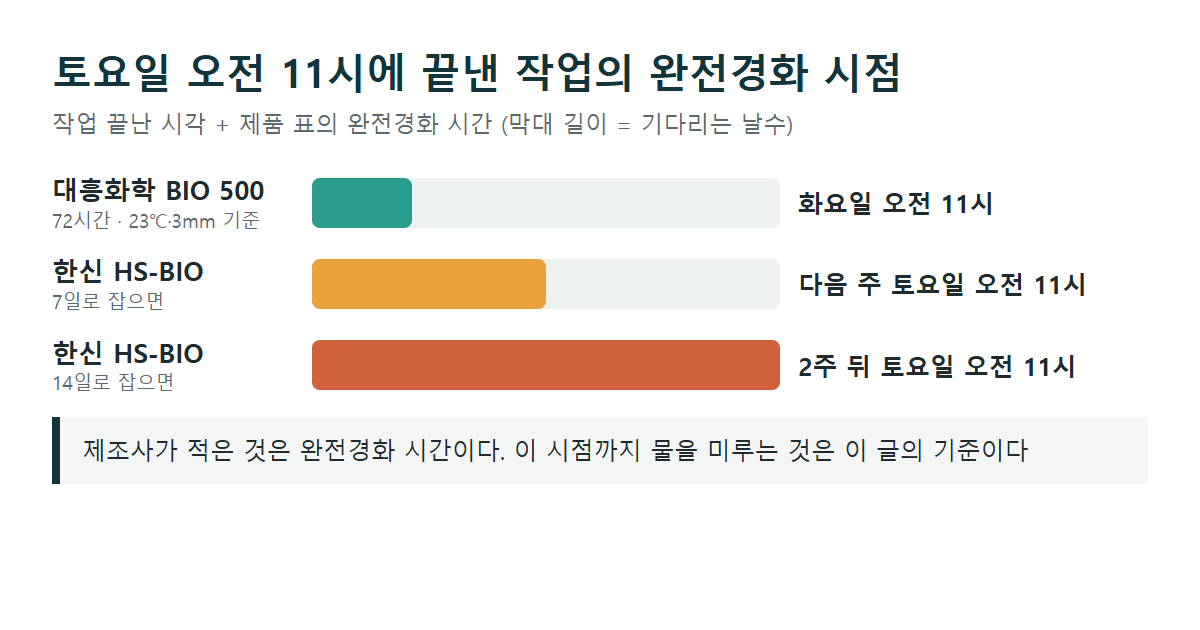 토요일 오전 11시에 끝낸 작업의 완전경화 시점
작업 끝난 시각 + 제품 표의 완전경화 시간 (막대 길이 = 기다리는 날수)
대흥화학 BIO 500
72시간 · 23℃·3mm 기준
화요일 오전 11시
한신 HS-BIO
7일로 잡으면
다음 주 토요일 오전 11시
한신 HS-BIO
14일로 잡으면
2주 뒤 토요일 오전 11시
제조사가 적은 것은 완전경화 시간이다. 이 시점까지 물을 미루는 것은 이 글의 기준이다